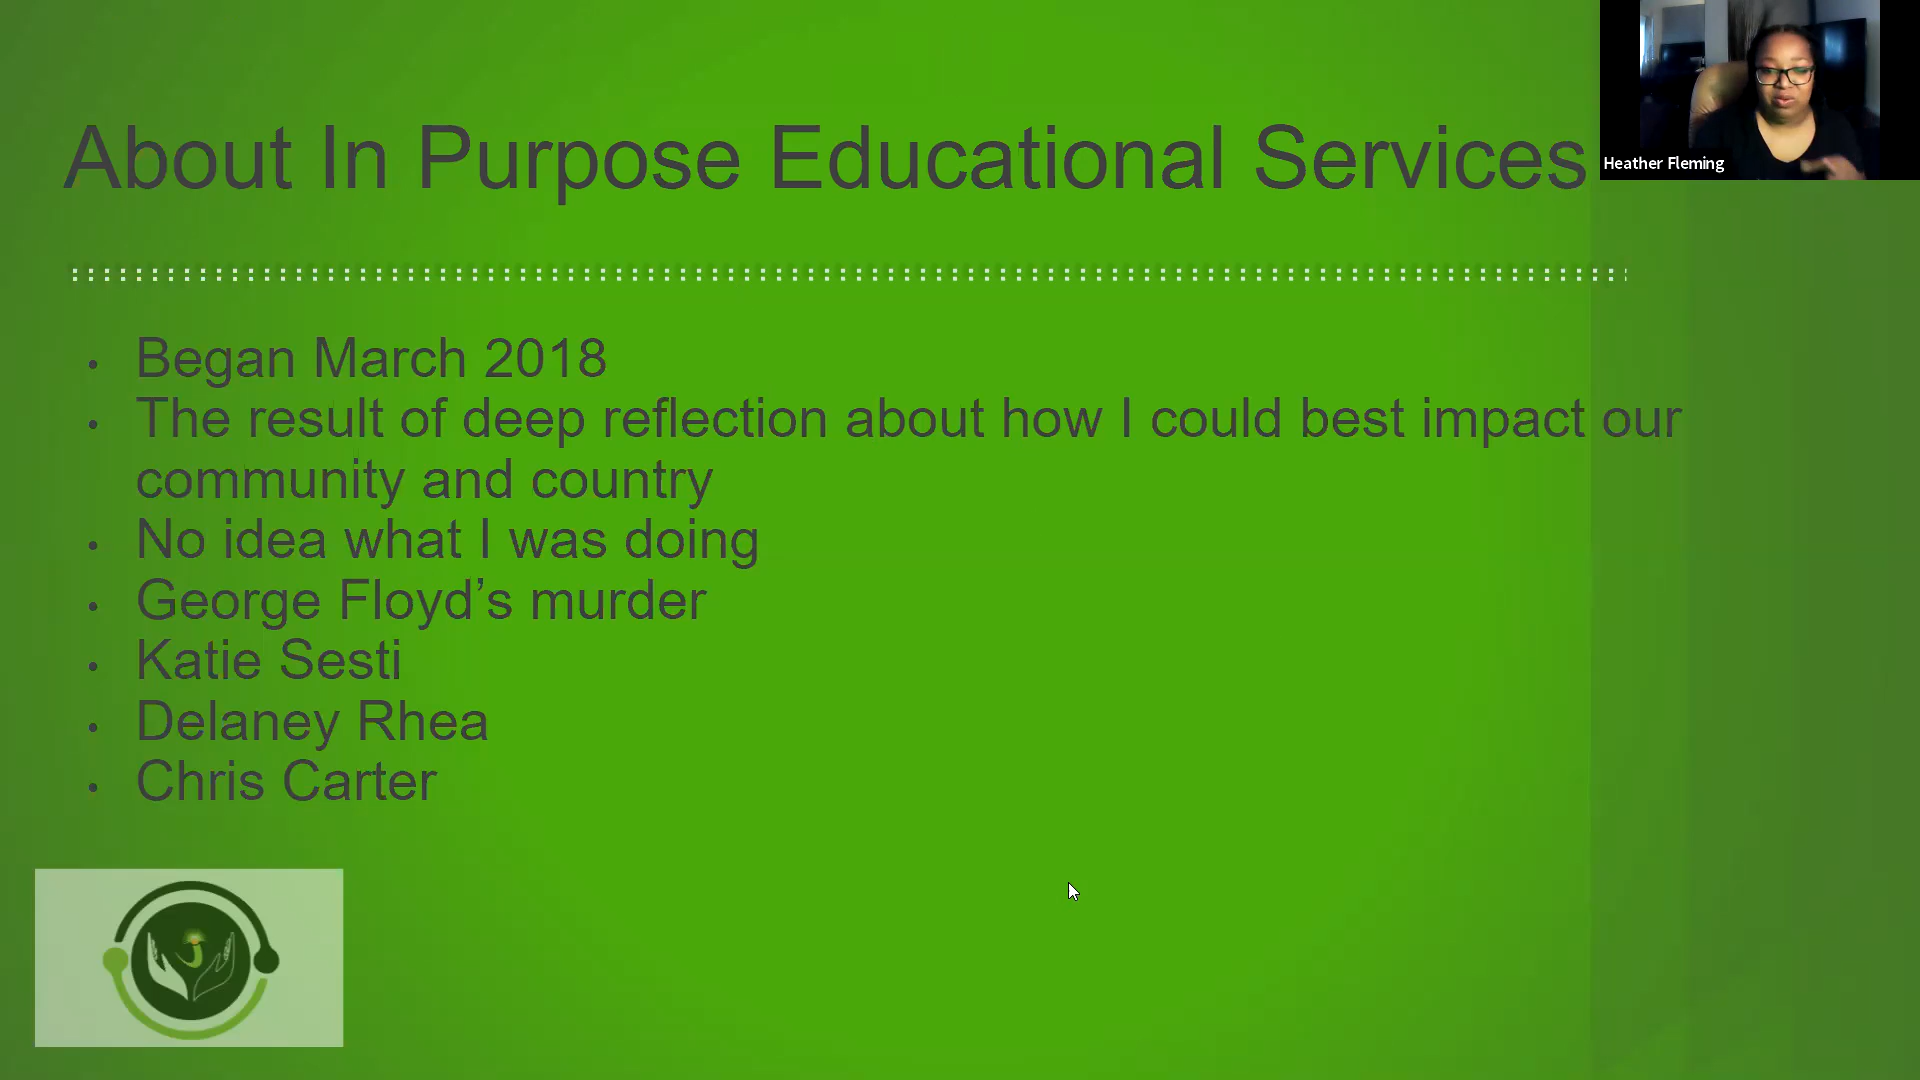 About In Purpose Educational Services
Heather Fleming
• Began March 2018
• The result of deep reflection about how I could best impact our
community and country
• No idea what I was doing
• George Floyd’s murder
• Katie Sesti
• Delaney Rhea
• Chris Carter